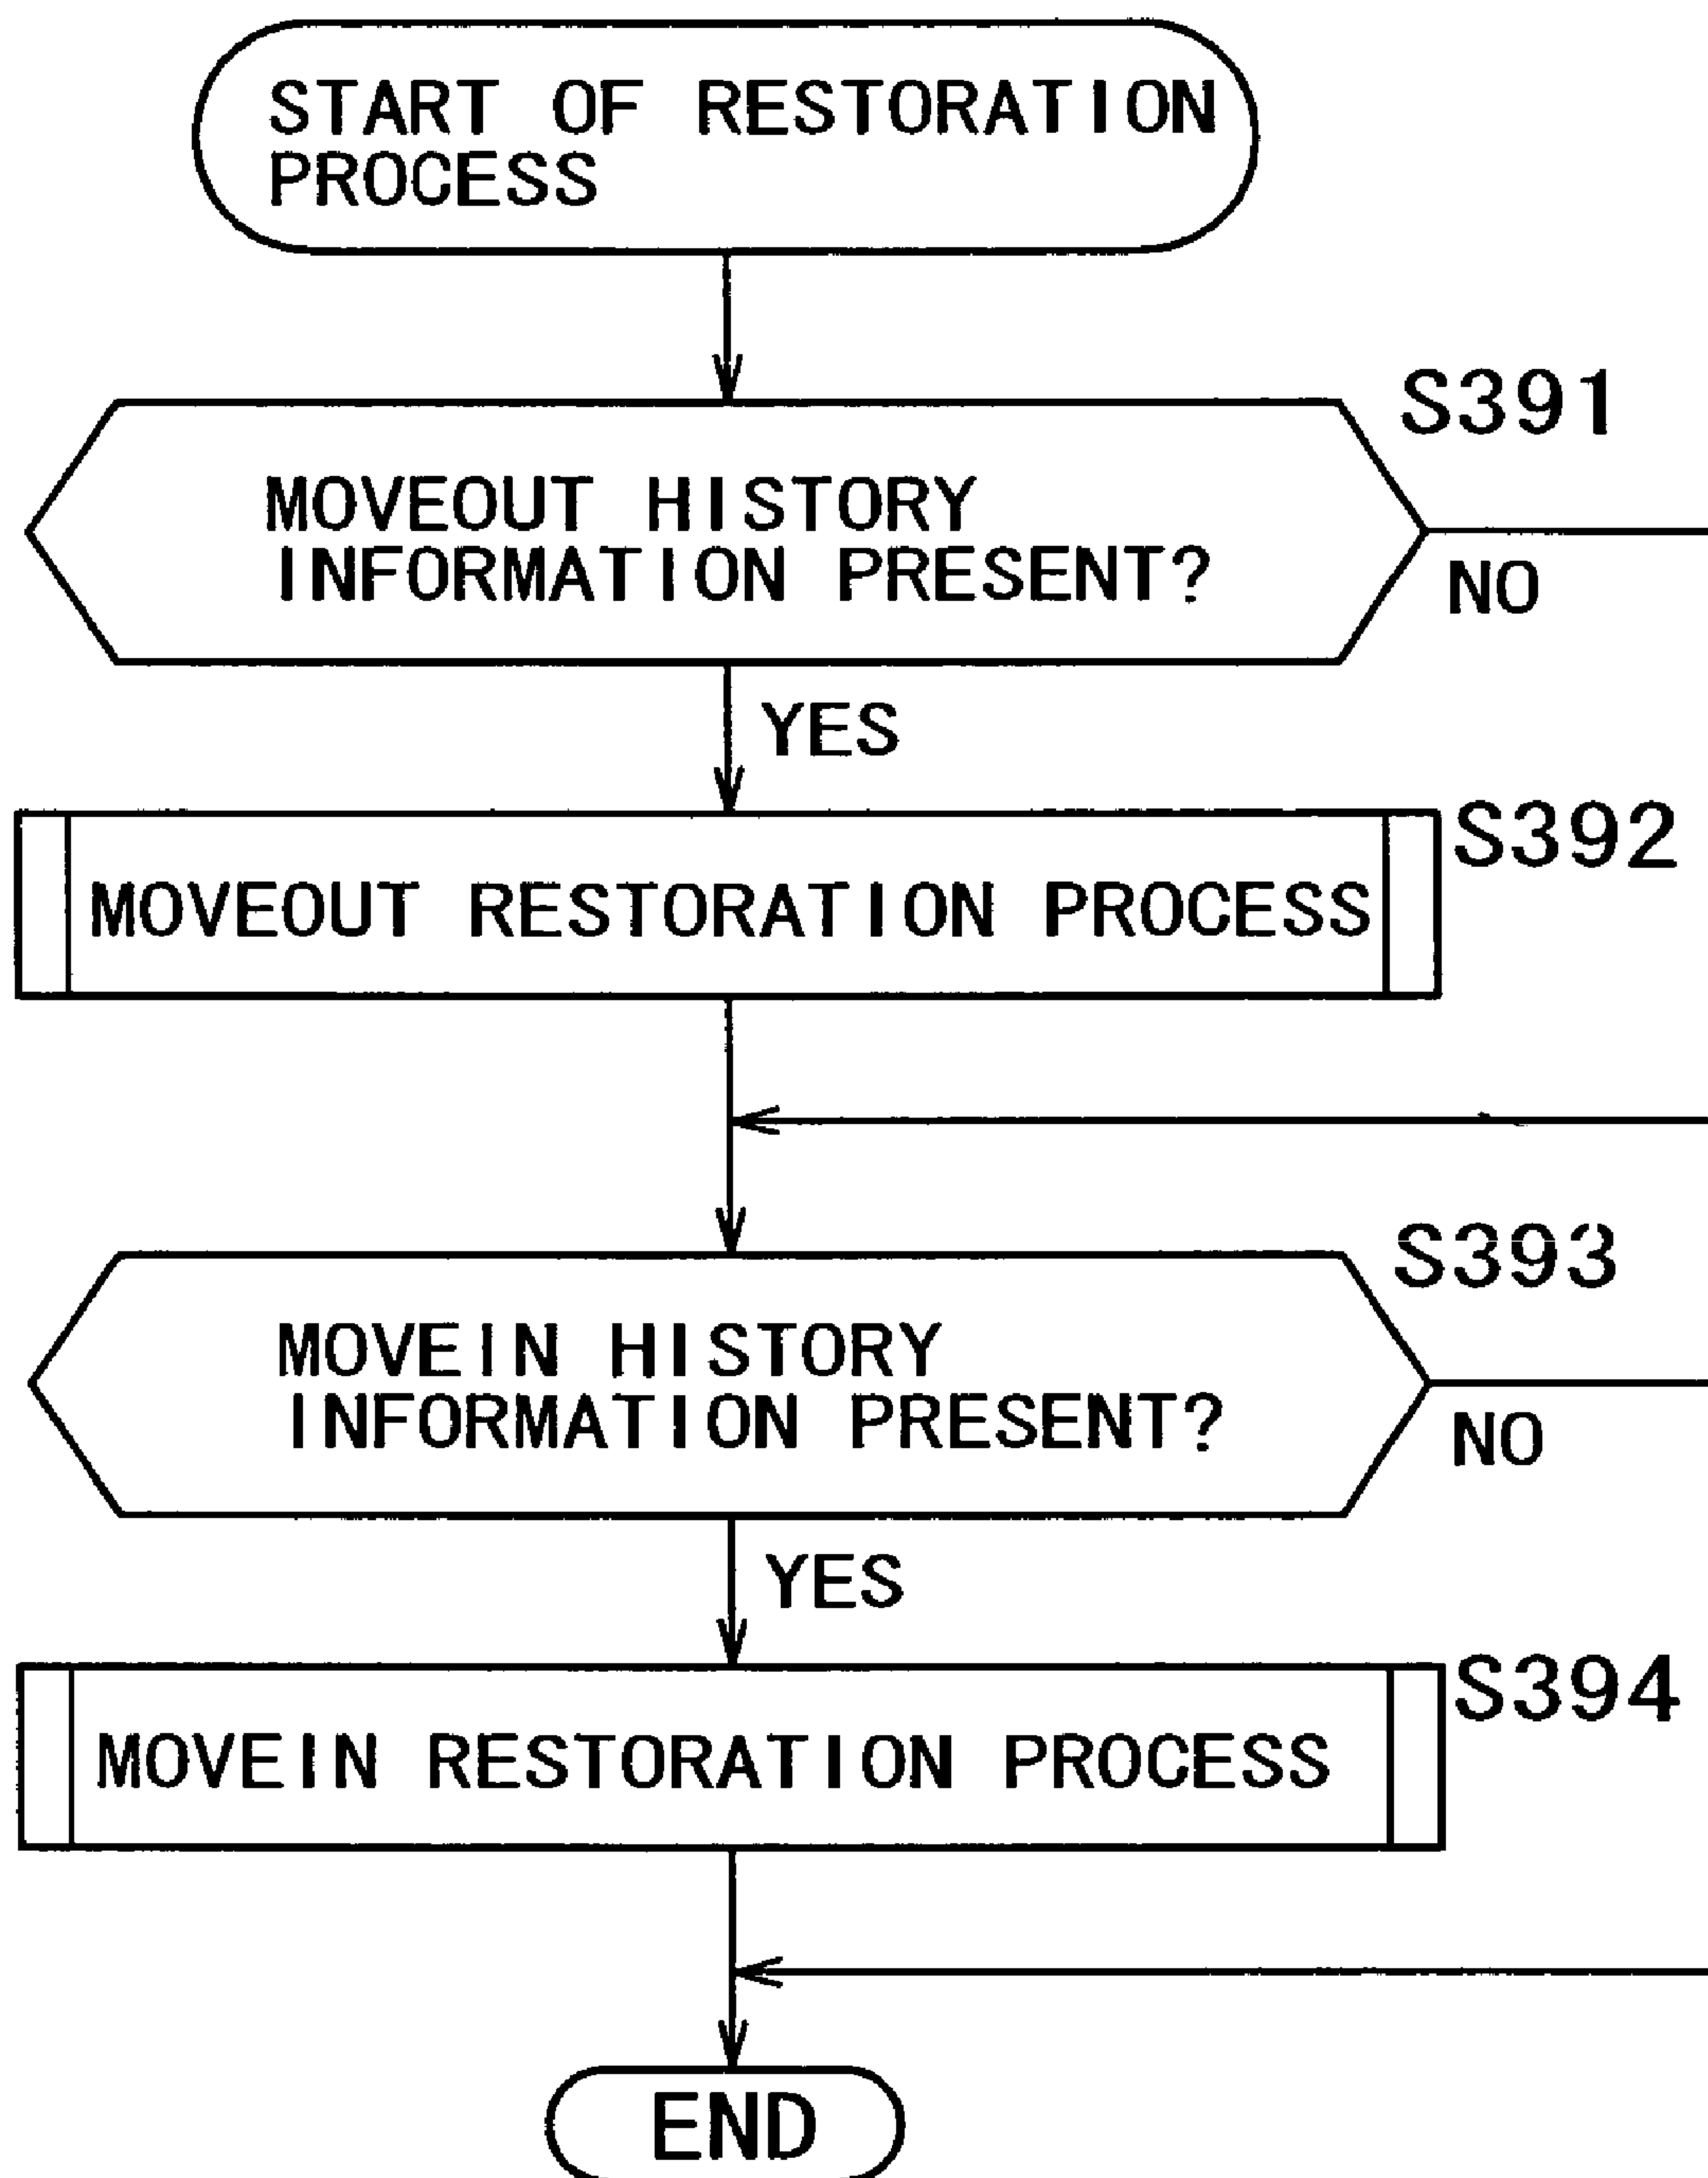 START OF RESTORATION
PROCESS
S391
MOVEOUT HISTORY
INFORMATION PRESENT?
NO
YES
S392
MOVEOUT RESTORATION PROCESS
S393
MOVEIN HISTORY
INFORMATION PRESENT?
NO
YES
S394
MOVEIN RESTORATION PROCESS
END